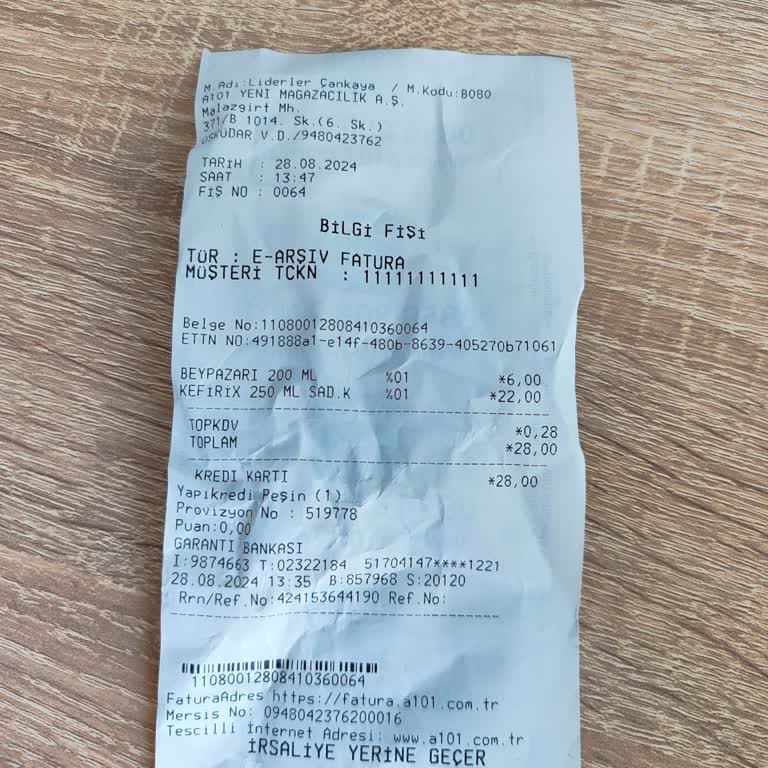 M.Adı:Liderler Çankaya / M.Kodu:B080
A101 YENİ MAGAZACILIK A.Ş.
Malazgirt Mh.
371/B 1014. Sk.(6. Sk.)
ÜSKÜDAR V.D./9480423762
TARİH : 28.08.2024
SAAT : 13:47
FİŞ NO : 0064
BİLGİ FİŞİ
TÜR : E-ARŞİV FATURA
MÜŞTERİ TCKN : 11111111111
Belge No:11080012808410360064
ETTN NO:491888a1-e14f-480b-8639-405270b71061
BEYPAZARI 200 ML %01 *6,00
KEFİRİX 250 ML SAD.K %01 *22,00
TOPKDV *0,28
TOPLAM *28,00
KREDİ KARTI *28,00
Yapıkredi Peşin (1)
Provizyon No : 519778
Puan:0,00
GARANTİ BANKASI
I:9874663 T:02322184 51704147****1221
28.08.2024 13:35 B:857968 S:20120
Rrn/Ref.No:424153644190 Ref.No:
11080012808410360064
FaturaAdres https://fatura.a101.com.tr
Mersis No: 0948042376200016
Tescilli İnternet Adresi: www.a101.com.tr
İRSALİYE YERİNE GEÇER